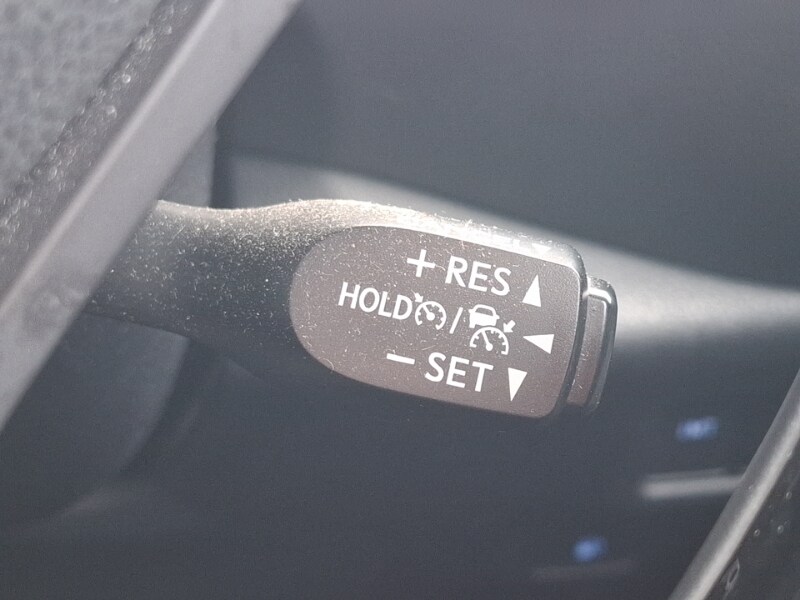 + RES
HOLD /
- SET